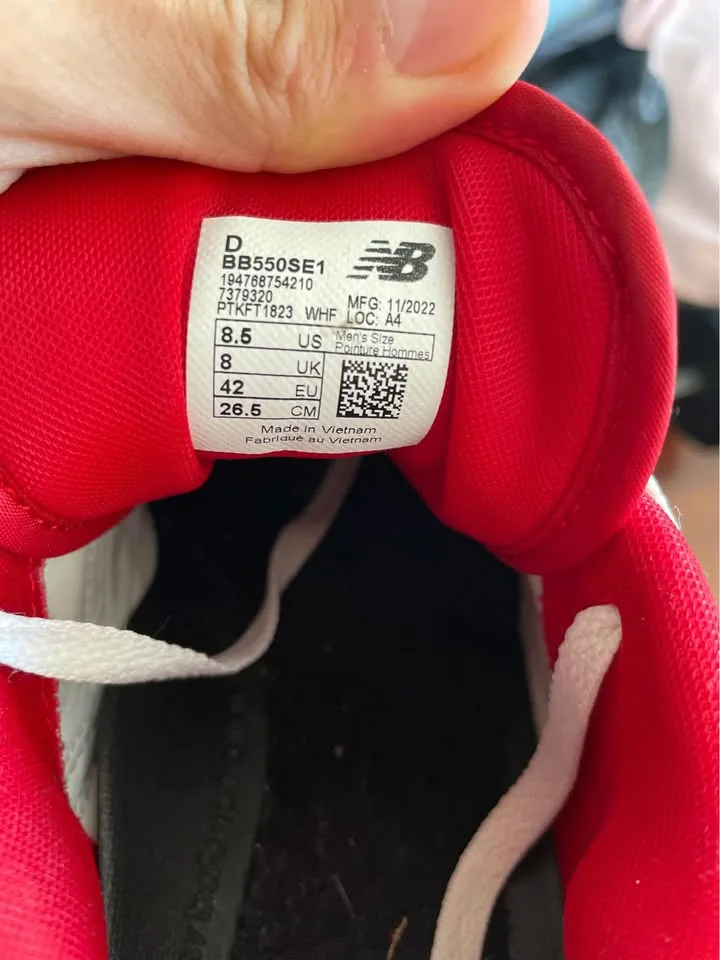 D
BB550SE1
194768754210
7379320
PTKFT1823 WHF
NB
MFG: 11/2022
LOC: A4
8.5 US
8 UK
42 EU
26.5 CM
Men's Size
Pointure Hommes
Made in Vietnam
Fabriqué au Vietnam